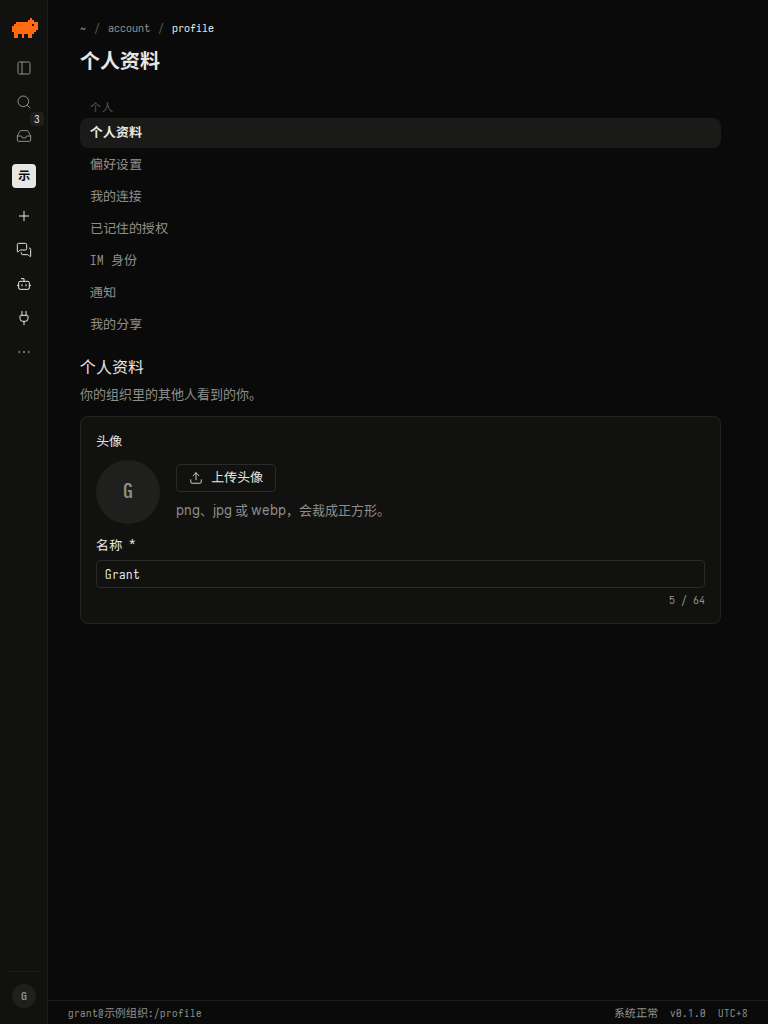 ~ / account / profile
个人资料
3
示
个人
个人资料
偏好设置
我的连接
已记住的授权
IM 身份
通知
我的分享
个人资料
你的组织里的其他人看到的你。
头像
G
上传头像
png、jpg 或 webp，会裁成正方形。
名称 *
Grant
5 / 64
G
grant@示例组织:/profile
系统正常 v0.1.0 UTC+8